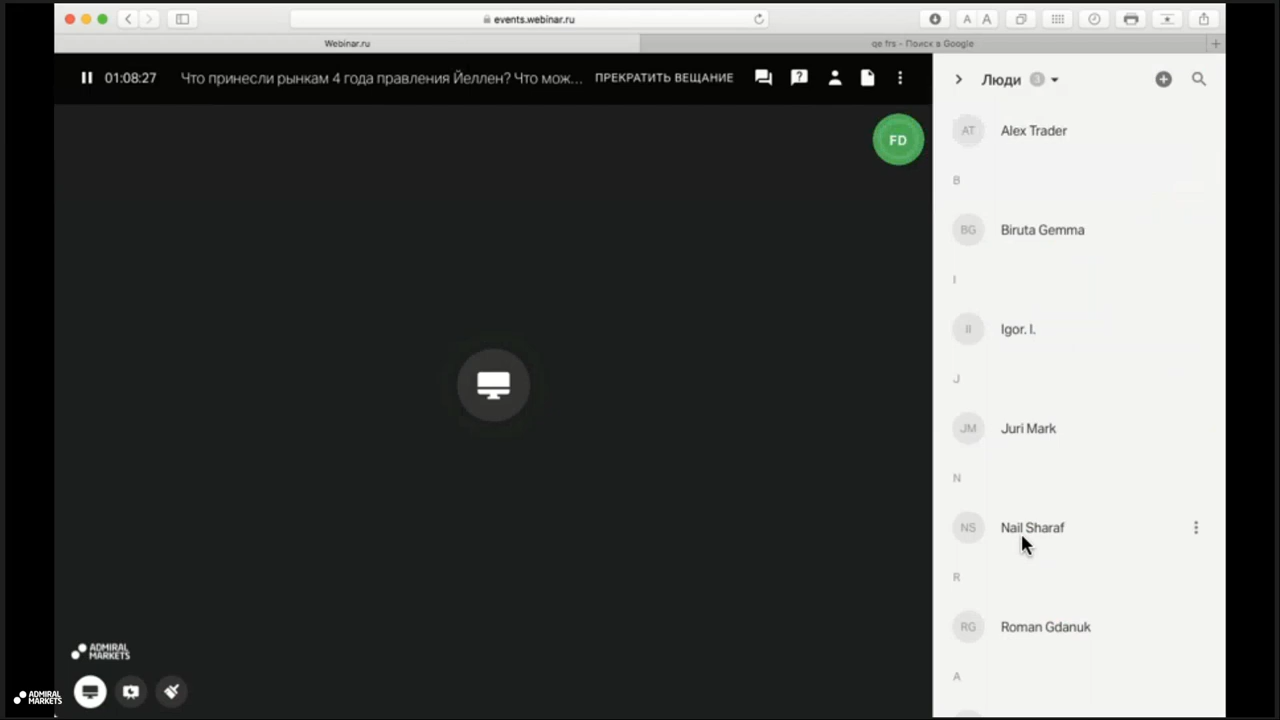 events.webinar.ru
A A
Webinar.ru
qe frs - Поиск в Google
01:08:27
Что принесли рынкам 4 года правления Йеллен? Что мож...
ПРЕКРАТИТЬ ВЕЩАНИЕ
Люди
FD
AT Alex Trader
B
BG Biruta Gemma
I
II Igor. I.
J
JM Juri Mark
N
NS Nail Sharaf
R
RG Roman Gdanuk
A
ADMIRAL
MARKETS
ADMIRAL
MARKETS